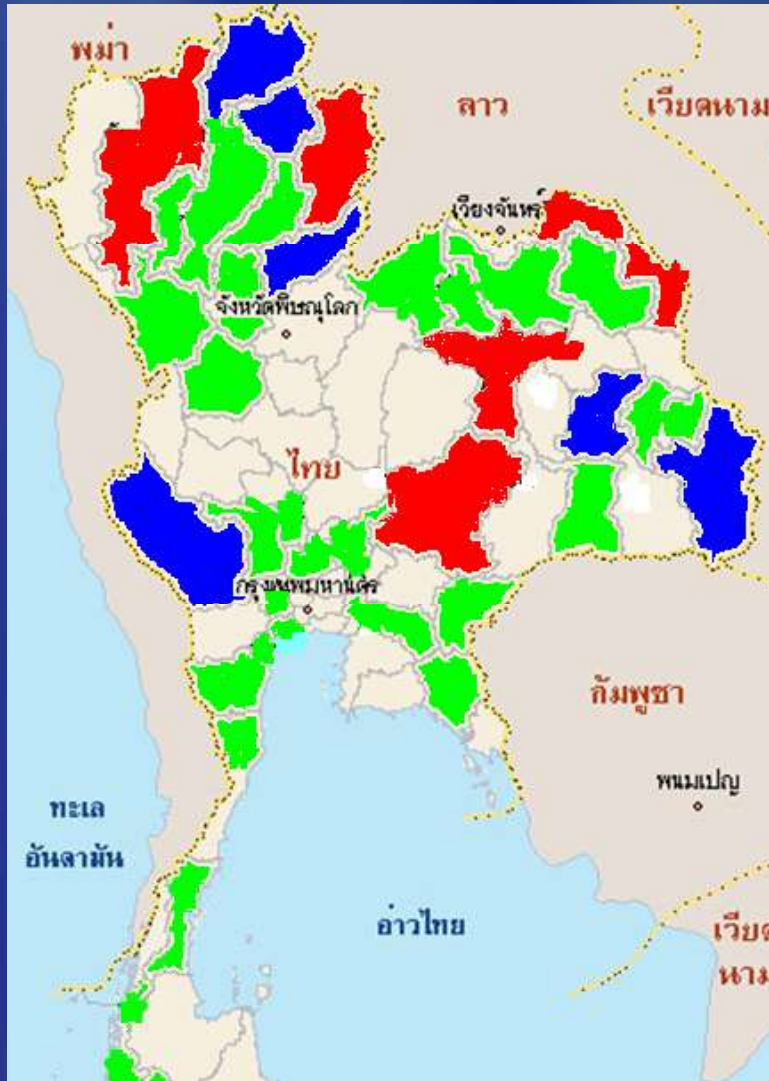 พม่า
ลาว
เวียดนาม
เวียงจันทร์
จังหวัดพิษณุโลก
ไทย
กรุงเทพมหานคร
กัมพูชา
พนมเปญ
ทะเล
อันดามัน
อ่าวไทย
เวียด
นาม